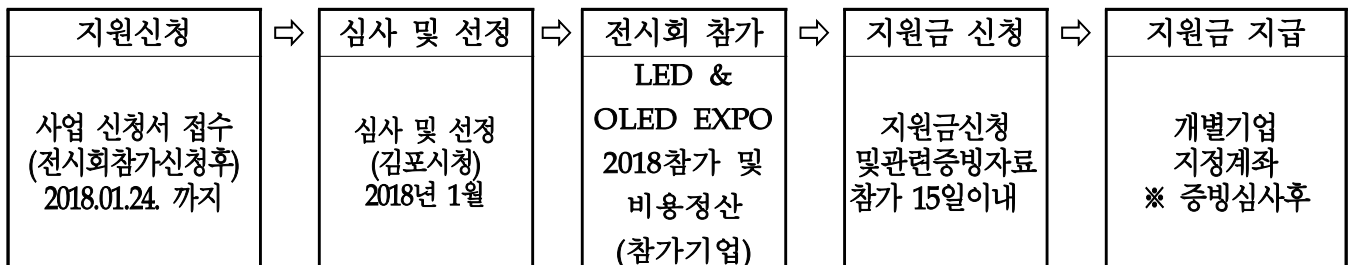 지원신청
사업 신청서 접수
(전시회참가신청후)
2018.01.24. 까지
⇨
심사 및 선정
심사 및 선정
(김포시청)
2018년 1월
⇨
전시회 참가
LED &
OLED EXPO
2018참가 및
비용정산
(참가기업)
⇨
지원금 신청
지원금신청
및관련증빙자료
참가 15일이내
⇨
지원금 지급
개별기업
지정계좌
※ 증빙심사후